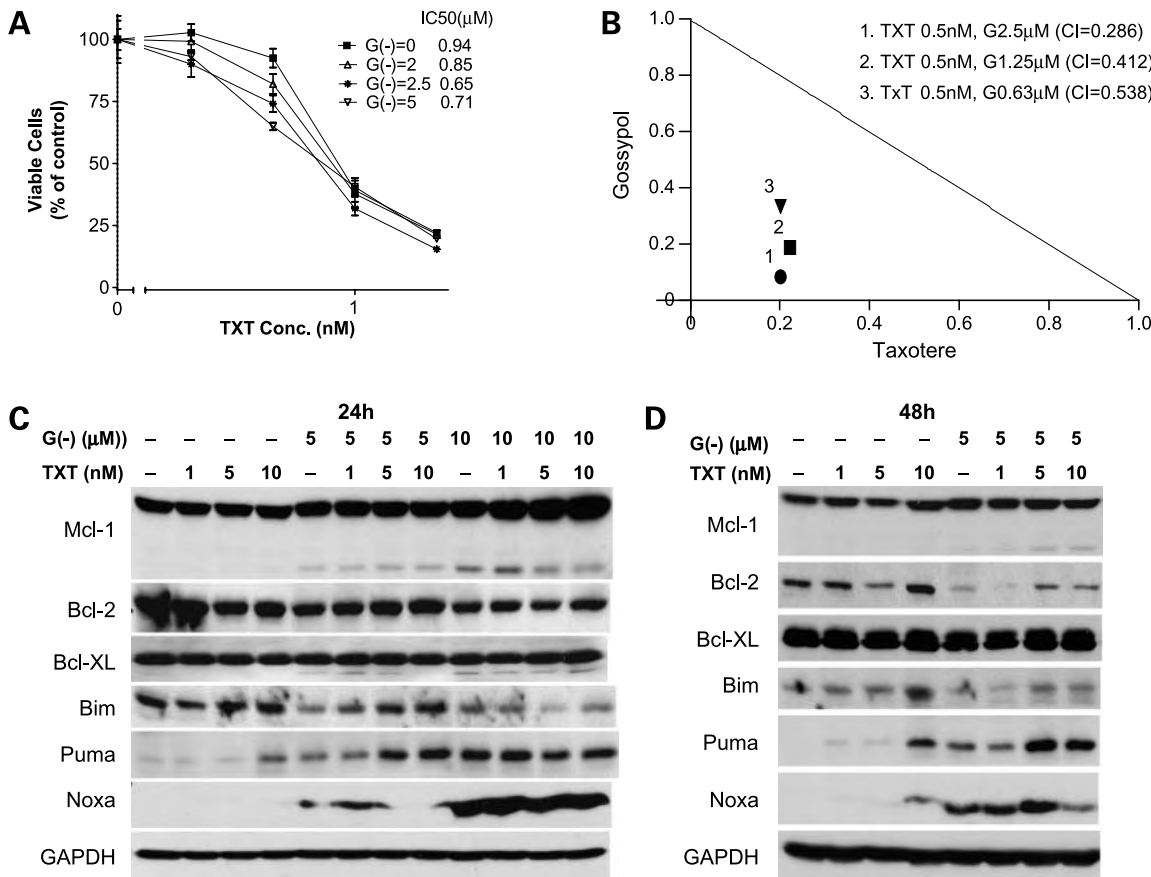 A
IC50(μM)
G(-)=0 0.94
G(-)=2 0.85
G(-)=2.5 0.65
G(-)=5 0.71
Viable Cells
(% of control)
100
75
50
25
0
0 1
TXT Conc. (nM)
B
1. TXT 0.5nM, G2.5μM (CI=0.286)
2. TXT 0.5nM, G1.25μM (CI=0.412)
3. TxT 0.5nM, G0.63μM (CI=0.538)
Gossypol
1.0
0.8
0.6
0.4
0.2
0
3
2
1
0 0.2 0.4 0.6 0.8 1.0
Taxotere
C
24h
G(-) (μM)) – – – – 5 5 5 5 10 10 10 10
TXT (nM) – 1 5 10 – 1 5 10 – 1 5 10
Mcl-1
Bcl-2
Bcl-XL
Bim
Puma
Noxa
GAPDH
D
48h
G(-) (μM) – – – – 5 5 5 5
TXT (nM) – 1 5 10 – 1 5 10
Mcl-1
Bcl-2
Bcl-XL
Bim
Puma
Noxa
GAPDH